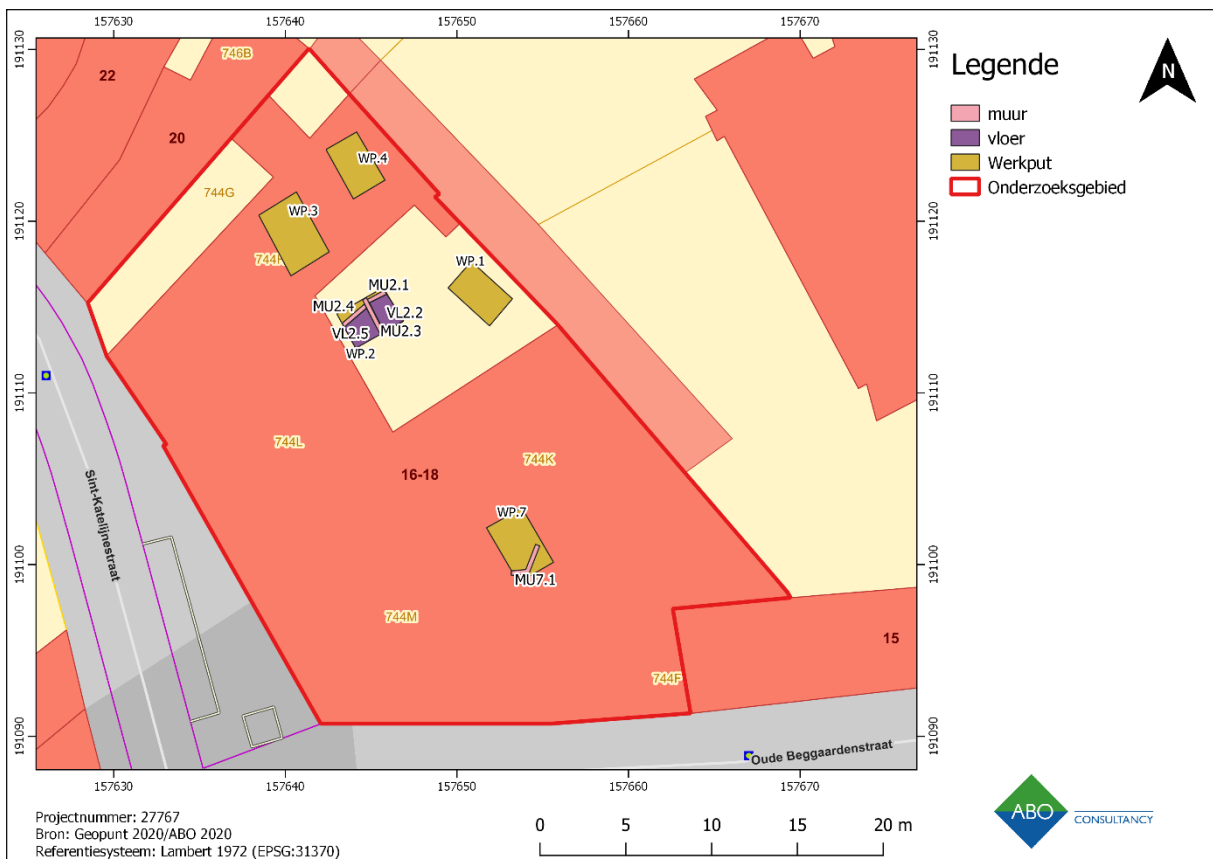 157630 157640 157650 157660 157670
191130 191130
746B
22
20
WP.4
744G
WP.3
191120 191120
WP.1
MU2.1
MU2.4
VL2.2
VL2.5
MU2.3
WP.2
191110 191110
744L
744K
16-18
Sint-Katelijnestraat
WP.7
191100 191100
MU7.1
744M
15
744F
191090 191090
Oude Beggaardenstraat
157630 157640 157650 157660 157670
Legende
muur
vloer
Werkput
Onderzoeksgebied
N
Projectnummer: 27767
Bron: Geopunt 2020/ABO 2020
Referentiesysteem: Lambert 1972 (EPSG:31370)
0 5 10 15 20 m
ABO CONSULTANCY